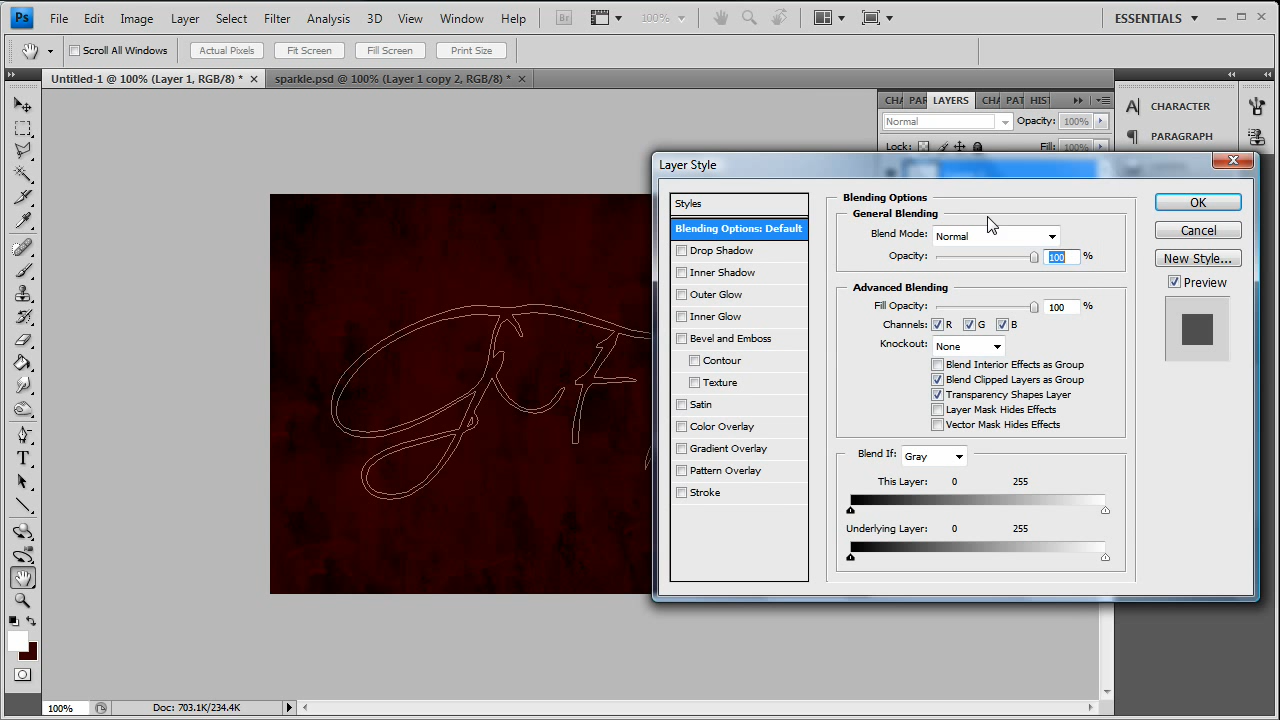 Ps File Edit Image Layer Select Filter Analysis 3D View Window Help Br 100% ESSENTIALS
Scroll All Windows Actual Pixels Fit Screen Fill Screen Print Size
Untitled-1 @ 100% (Layer 1, RGB/8) * sparkle.psd @ 100% (Layer 1 copy 2, RGB/8) *
CH PAR LAYERS CH PAT HIST
Normal Opacity: 100%
Lock: Fill: 100%
A CHARACTER
PARAGRAPH
Layer Style
Styles
Blending Options: Default
Drop Shadow
Inner Shadow
Outer Glow
Inner Glow
Bevel and Emboss
Contour
Texture
Satin
Color Overlay
Gradient Overlay
Pattern Overlay
Stroke
Blending Options
General Blending
Blend Mode: Normal
Opacity: 100 %
Advanced Blending
Fill Opacity: 100 %
Channels: R G B
Knockout: None
Blend Interior Effects as Group
Blend Clipped Layers as Group
Transparency Shapes Layer
Layer Mask Hides Effects
Vector Mask Hides Effects
Blend If: Gray
This Layer: 0 255
Underlying Layer: 0 255
OK
Cancel
New Style...
Preview
T
100% Doc: 703.1K/234.4K